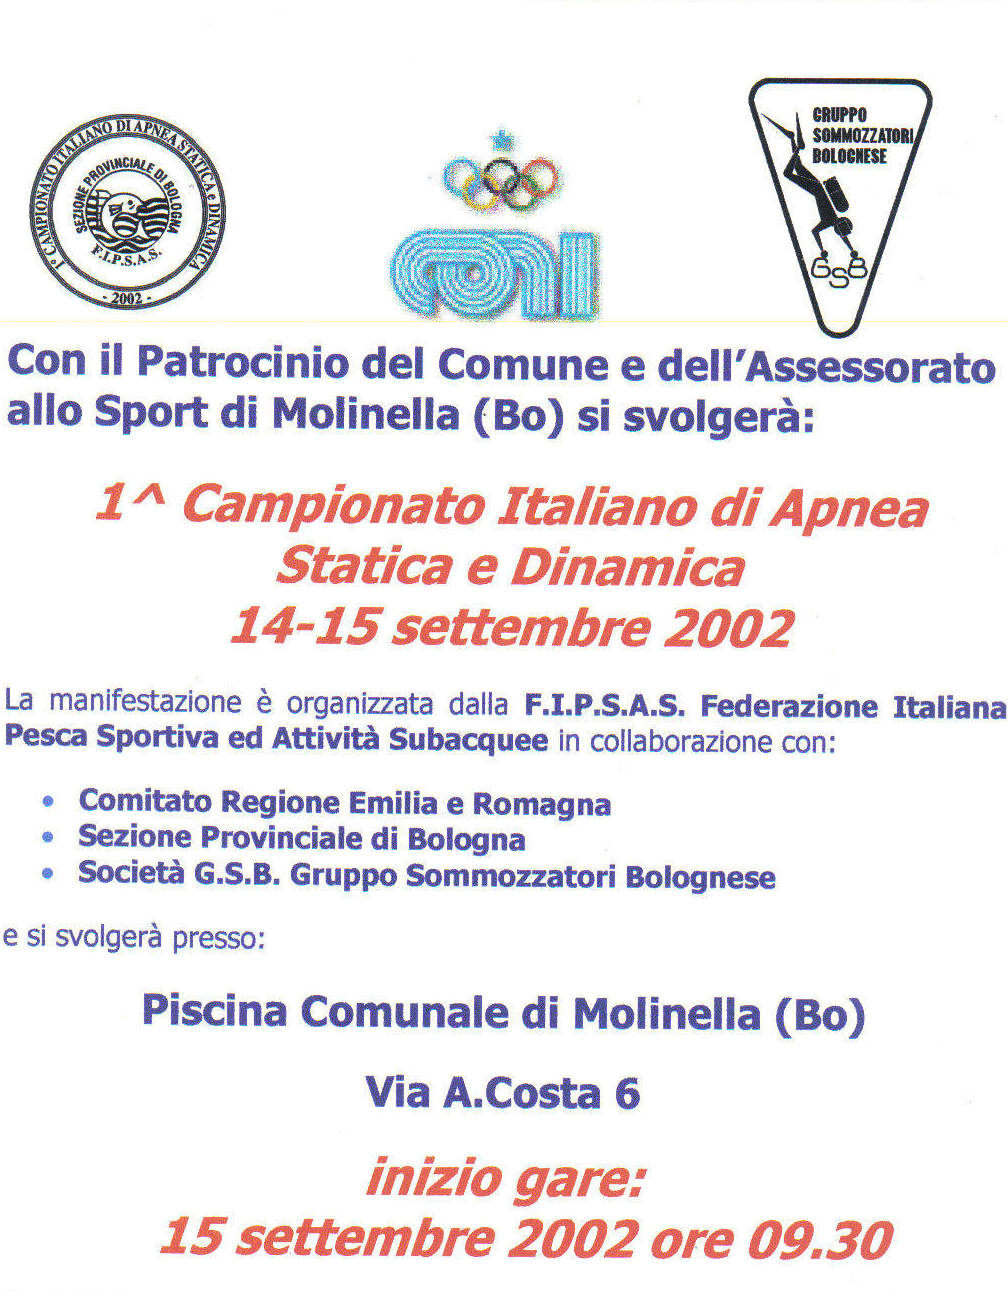 1° CAMPIONATO ITALIANO DI APNEA STATICA e DINAMICA
SEZIONE PROVINCIALE DI BOLOGNA
F.I.P.S.A.S.
- 2002 -
CONI
GRUPPO
SOMMOZZATORI
BOLOGNESE
GSB
Con il Patrocinio del Comune e dell'Assessorato
allo Sport di Molinella (Bo) si svolgerà:
1^ Campionato Italiano di Apnea
Statica e Dinamica
14-15 settembre 2002
La manifestazione è organizzata dalla F.I.P.S.A.S. Federazione Italiana
Pesca Sportiva ed Attività Subacquee in collaborazione con:
• Comitato Regione Emilia e Romagna
• Sezione Provinciale di Bologna
• Società G.S.B. Gruppo Sommozzatori Bolognese
e si svolgerà presso:
Piscina Comunale di Molinella (Bo)
Via A.Costa 6
inizio gare:
15 settembre 2002 ore 09.30